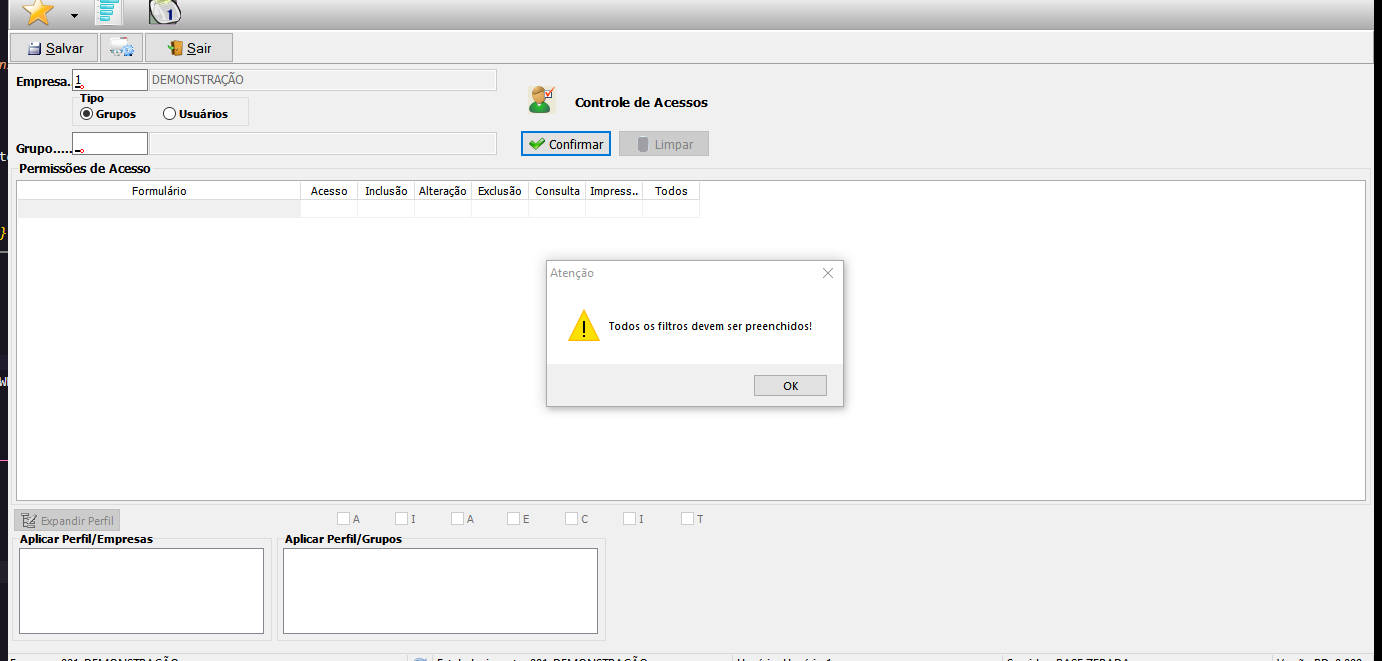 1
Salvar
Sair
Empresa. 1 DEMONSTRAÇÃO
Tipo
Grupos Usuários
Controle de Acessos
Grupo.....
Confirmar Limpar
Permissões de Acesso
Formulário Acesso Inclusão Alteração Exclusão Consulta Impress.. Todos
Atenção
Todos os filtros devem ser preenchidos!
OK
Expandir Perfil A I A E C I T
Aplicar Perfil/Empresas Aplicar Perfil/Grupos